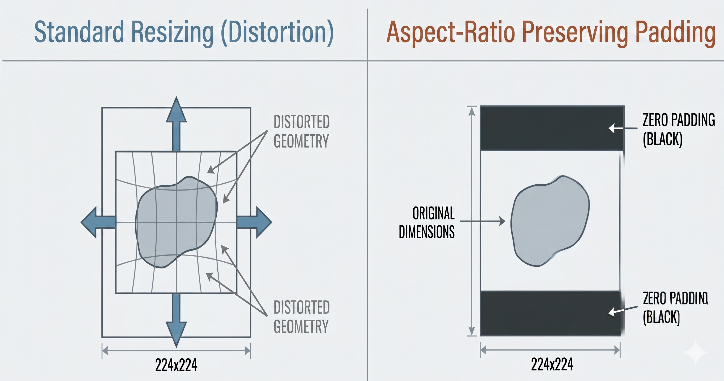 Standard Resizing (Distortion)
Aspect-Ratio Preserving Padding
DISTORTED
GEOMETRY
DISTORTED
GEOMETRY
224x224
ZERO PADDING
(BLACK)
ORIGINAL
DIMENSIONS
ZERO PADDIN1
(BLACK)
224x224